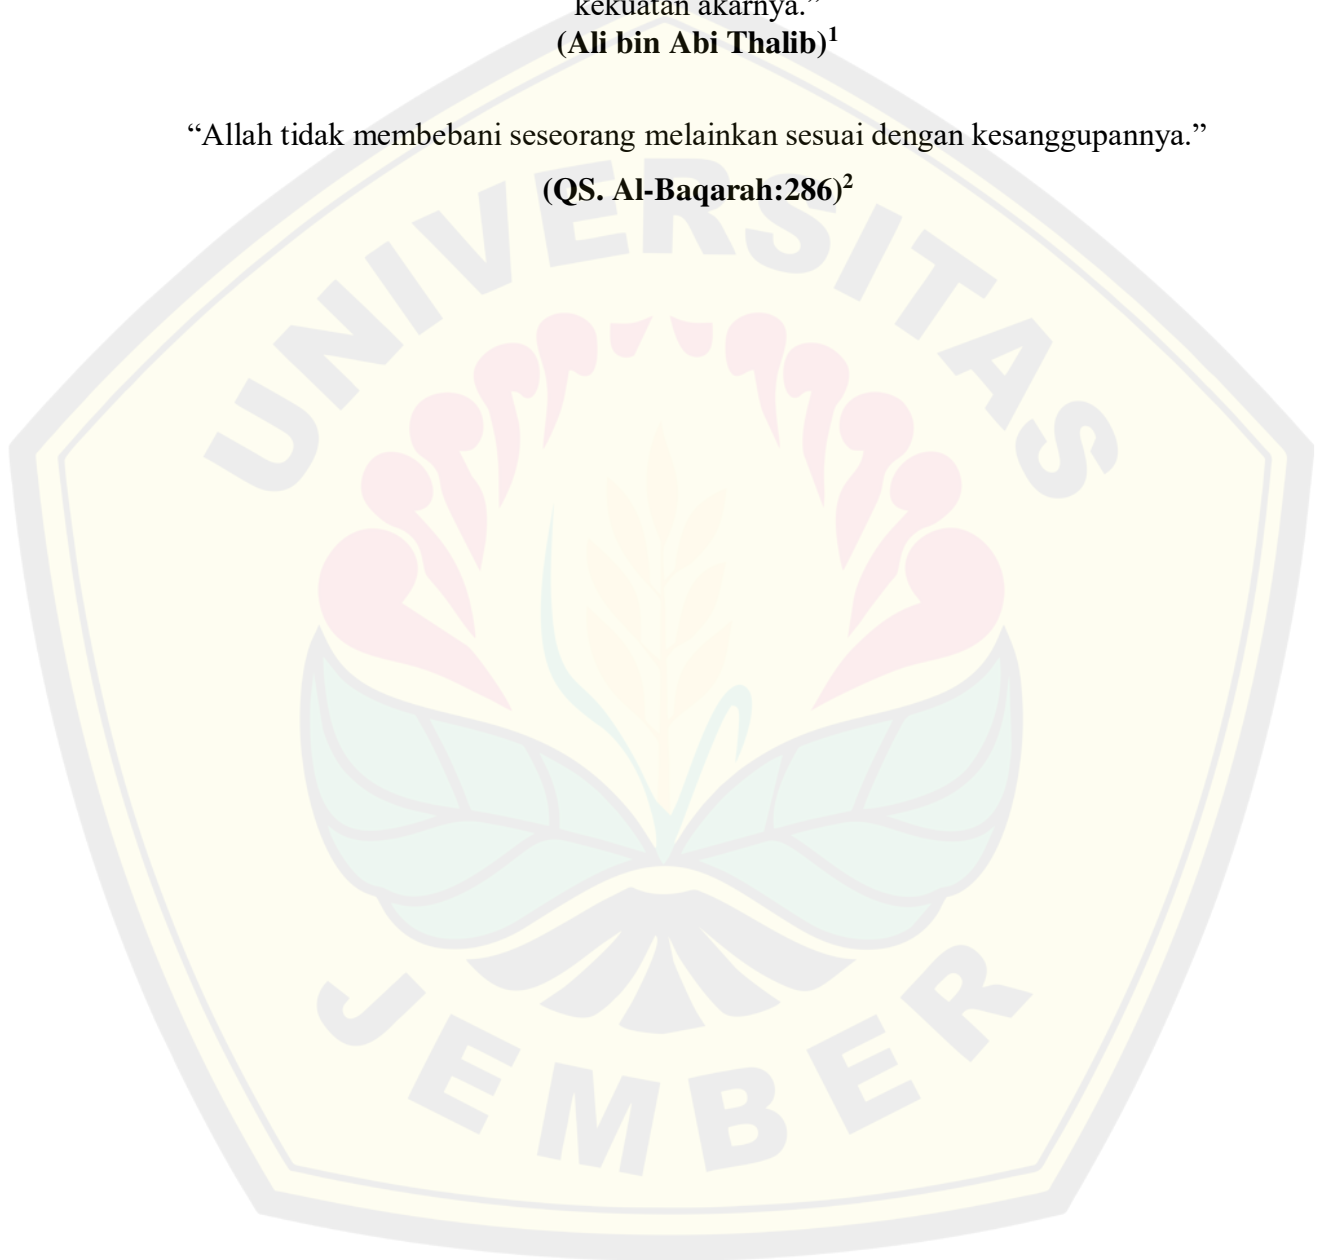 kekuatan akarnya.”
(Ali bin Abi Thalib)¹
“Allah tidak membebani seseorang melainkan sesuai dengan kesanggupannya.”
(QS. Al-Baqarah:286)²
UNIVERSITAS
JEMBER